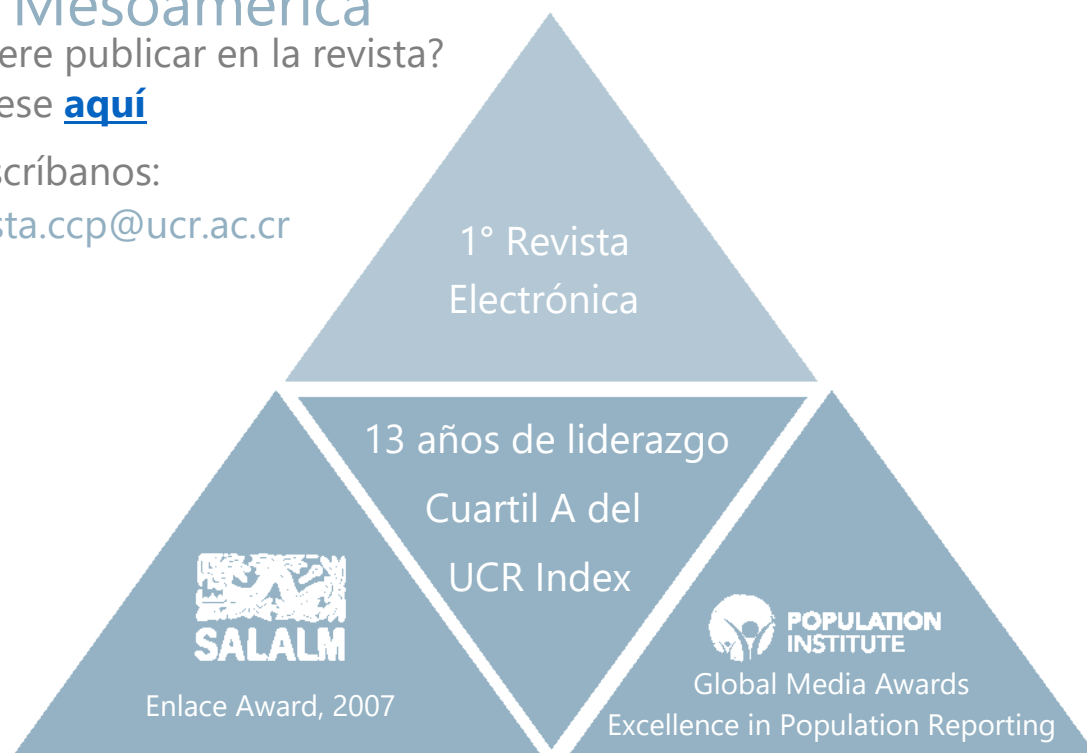 Mesoamérica
ere publicar en la revista?
ese aquí
scríbanos:
sta.ccp@ucr.ac.cr
1° Revista
Electrónica
13 años de liderazgo
Cuartil A del
UCR Index
SALALM
Enlace Award, 2007
POPULATION
INSTITUTE
Global Media Awards
Excellence in Population Reporting